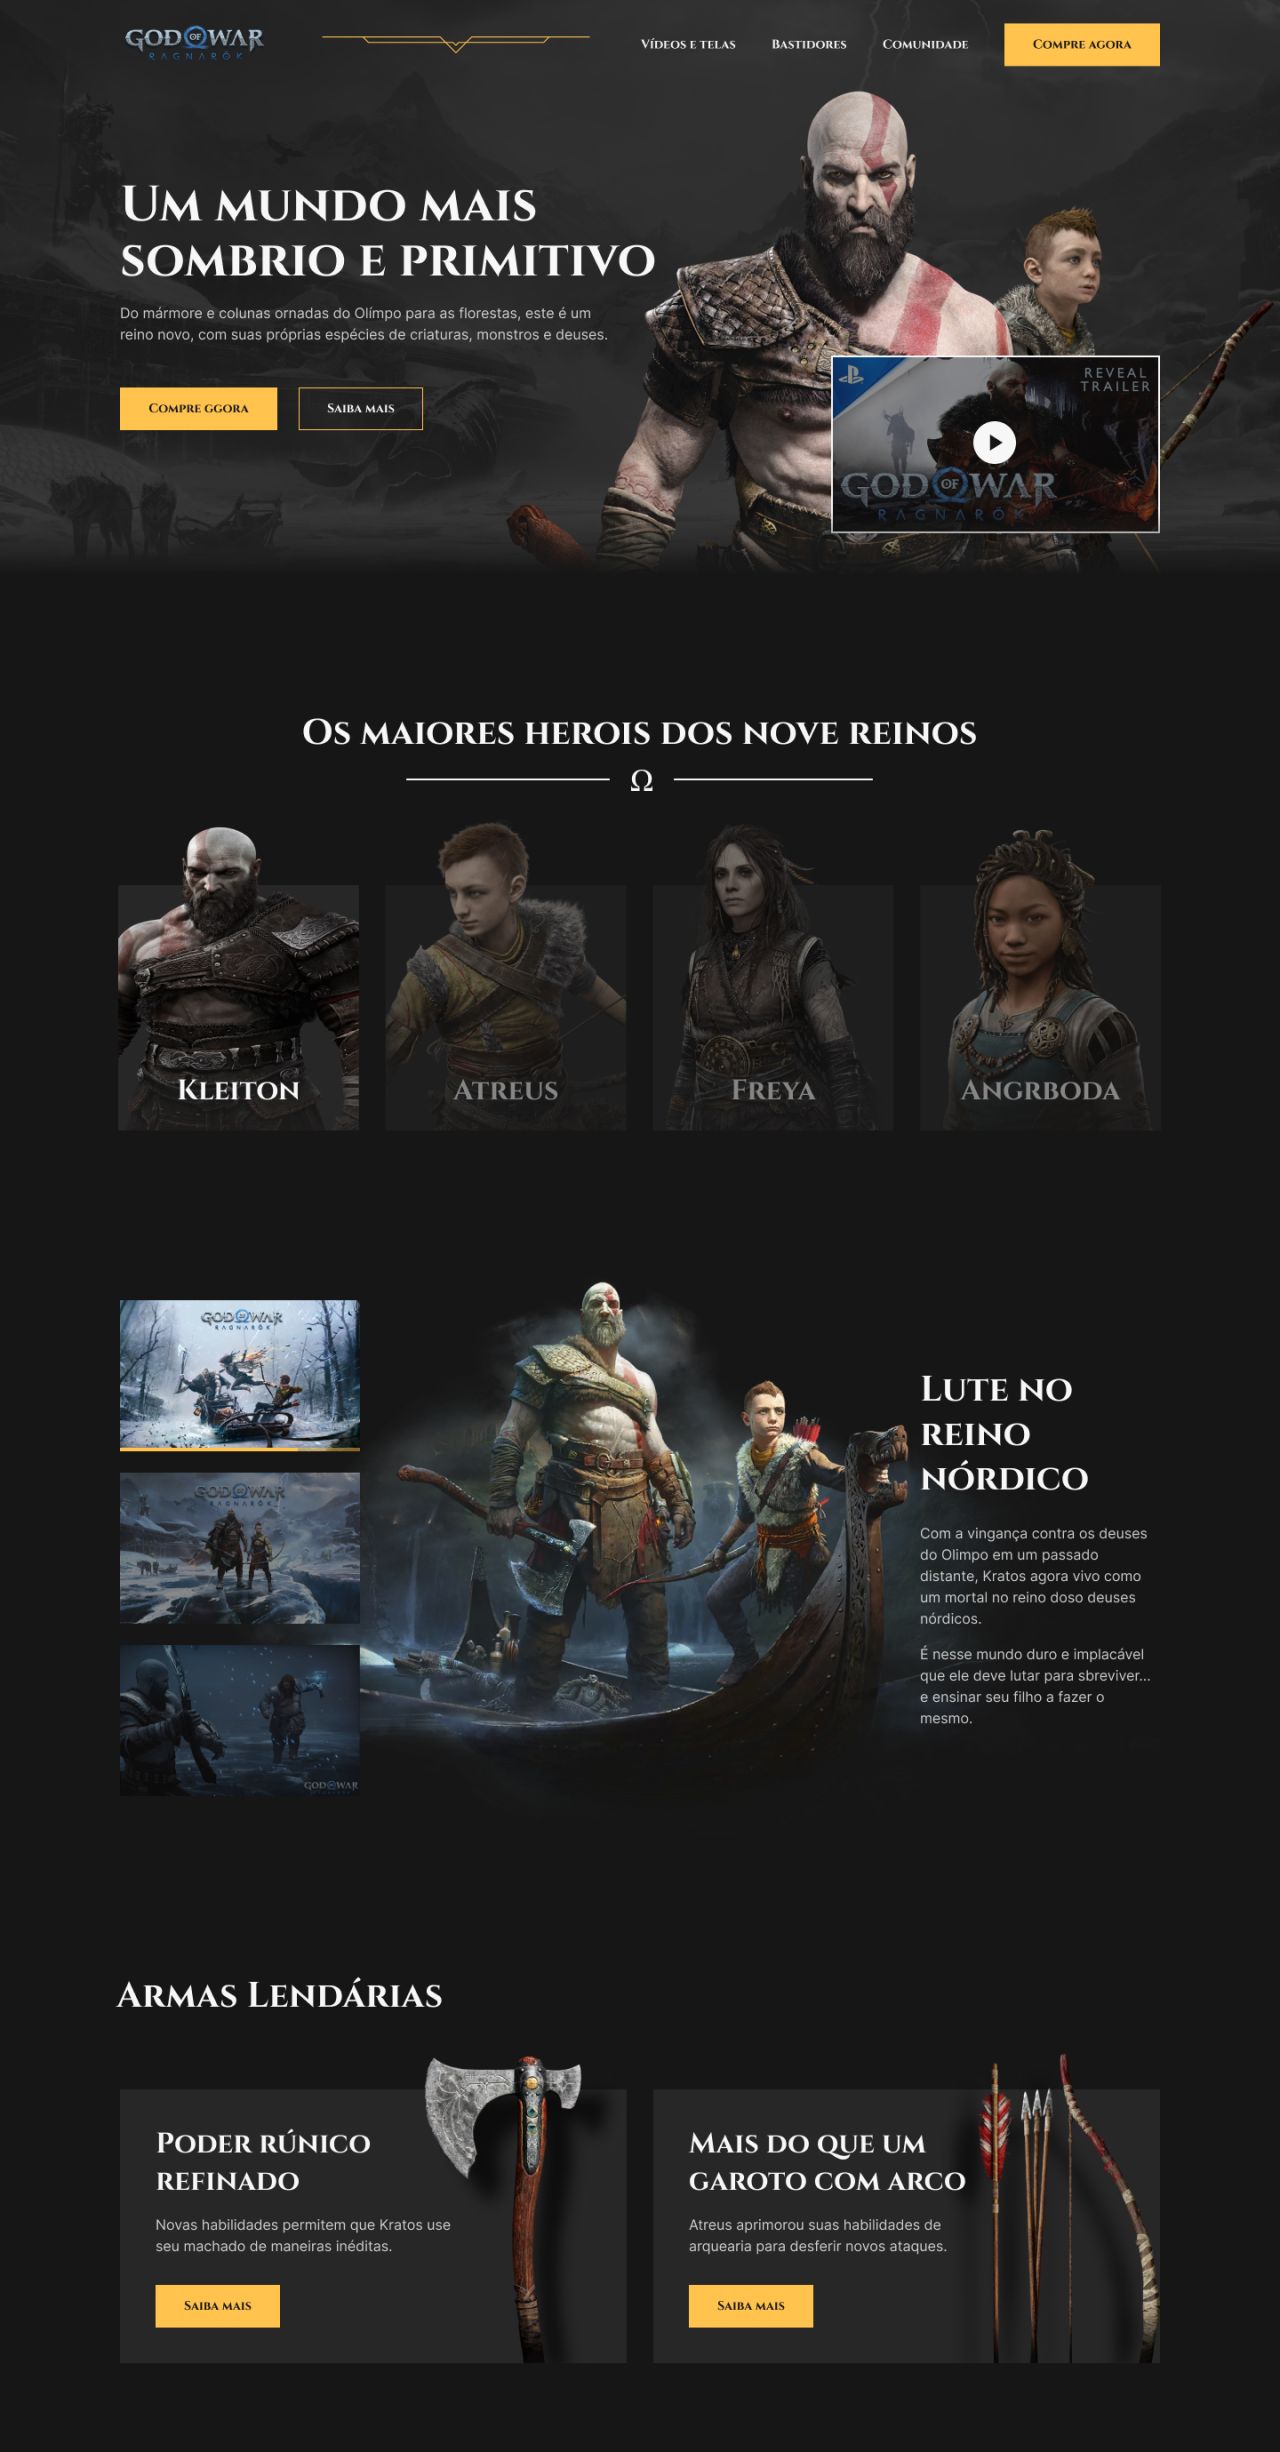 GOD OF WAR
RAGNARÖK
Vídeos e telas
Bastidores
Comunidade
Compre agora
Um mundo mais
sombrio e primitivo
Do mármore e colunas ornadas do Olímpo para as florestas, este é um
reino novo, com suas próprias espécies de criaturas, monstros e deuses.
Compre ggora
Saiba mais
REVEAL
TRAILER
GOD OF WAR
RAGNARÖK
Os maiores herois dos nove reinos
Ω
Kleiton
Atreus
Freya
Angrboda
GOD OF WAR
RAGNARÖK
GOD OF WAR
RAGNARÖK
GOD OF WAR
Lute no
reino
nórdico
Com a vingança contra os deuses
do Olimpo em um passado
distante, Kratos agora vivo como
um mortal no reino doso deuses
nórdicos.
É nesse mundo duro e implacável
que ele deve lutar para sbreviver...
e ensinar seu filho a fazer o
mesmo.
Armas Lendárias
Poder rúnico
refinado
Novas habilidades permitem que Kratos use
seu machado de maneiras inéditas.
Saiba mais
Mais do que um
garoto com arco
Atreus aprimorou suas habilidades de
arquearia para desferir novos ataques.
Saiba mais